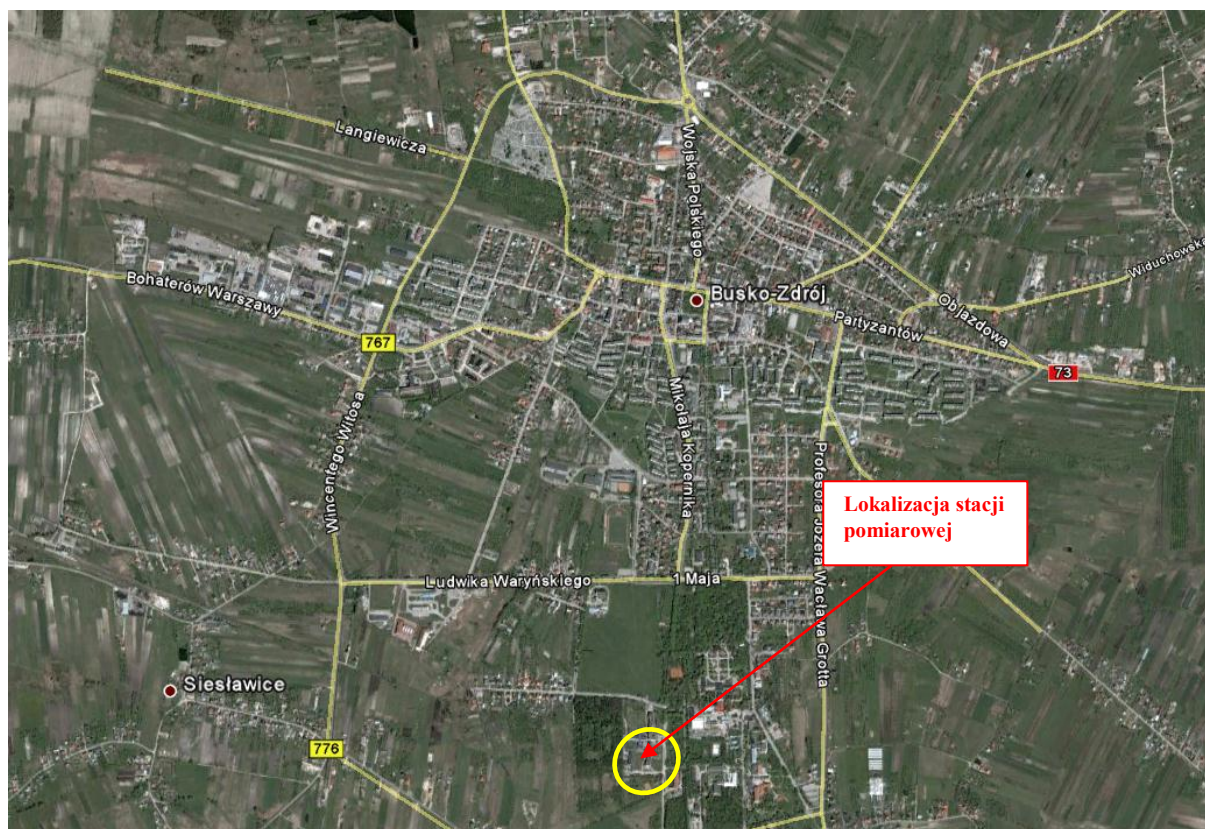 Langiewicza
Wojska Polskiego
Widuchowska
Bohaterów Warszawy
Busko-Zdrój
Objazdowa
Partyzantów
767
73
Wincentego Witosa
Mikołaja Kopernika
Profesora Józefa Wacława Grotta
Lokalizacja stacji
pomiarowej
Ludwika Waryńskiego
1 Maja
Siesławice
776